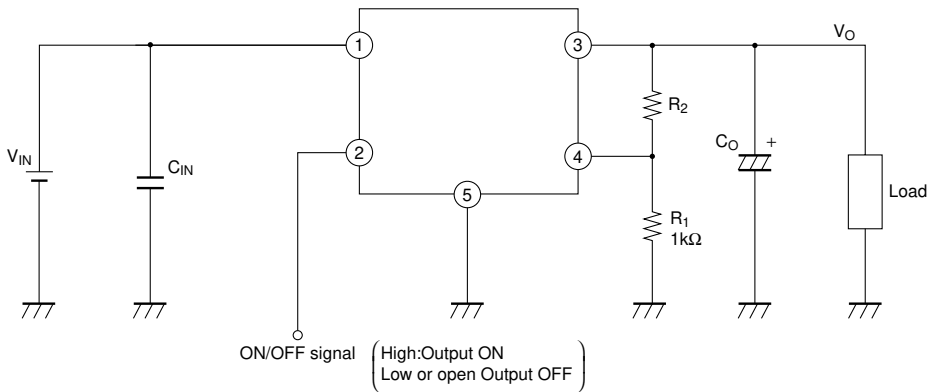 1
3
V_O
R_2
V_IN
C_IN
2
4
C_O
+
5
R_1
1kΩ
Load
ON/OFF signal
High:Output ON
Low or open Output OFF